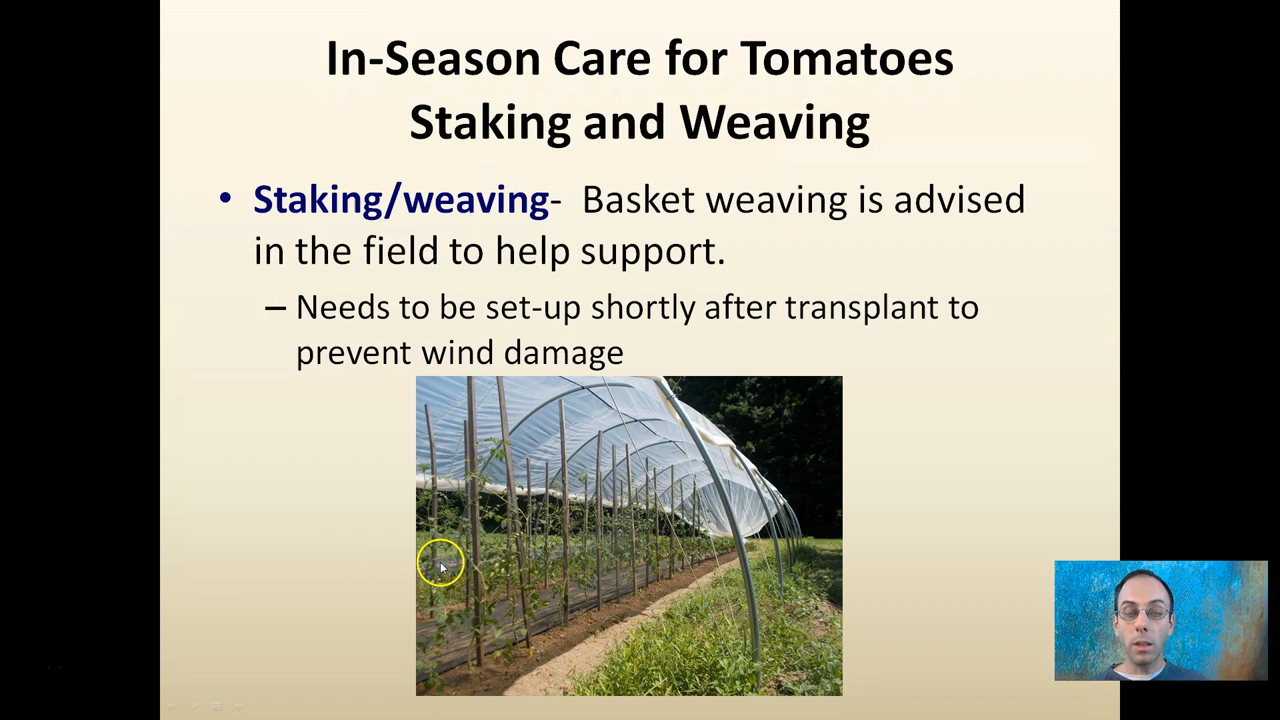 In-Season Care for Tomatoes
Staking and Weaving
• Staking/weaving- Basket weaving is advised
in the field to help support.
– Needs to be set-up shortly after transplant to
prevent wind damage